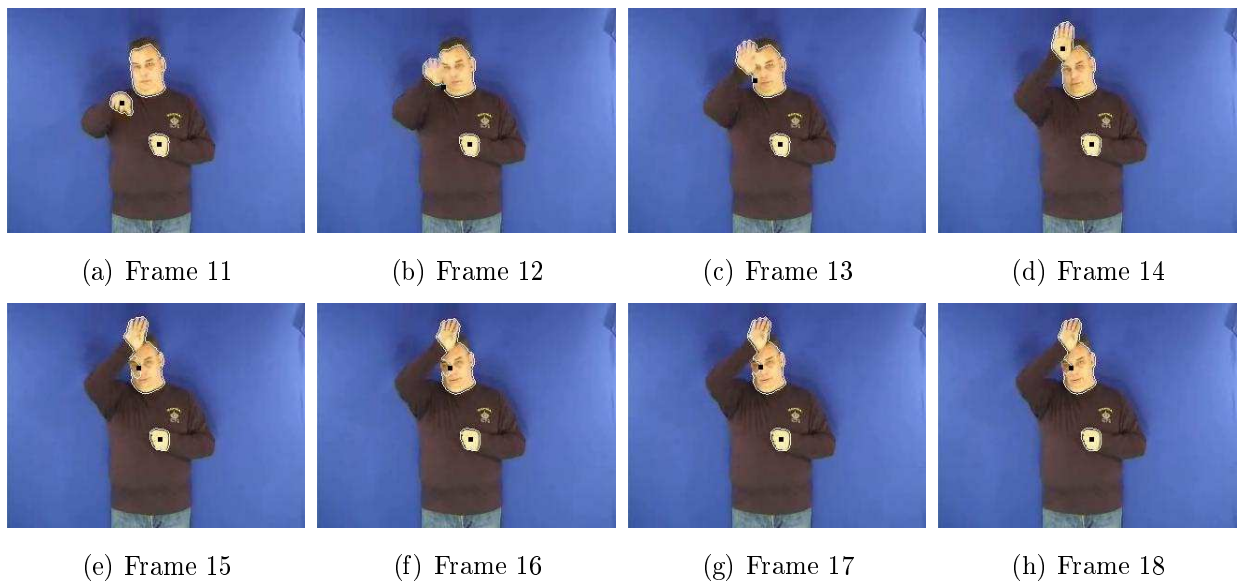 (a) Frame 11
(b) Frame 12
(c) Frame 13
(d) Frame 14
(e) Frame 15
(f) Frame 16
(g) Frame 17
(h) Frame 18